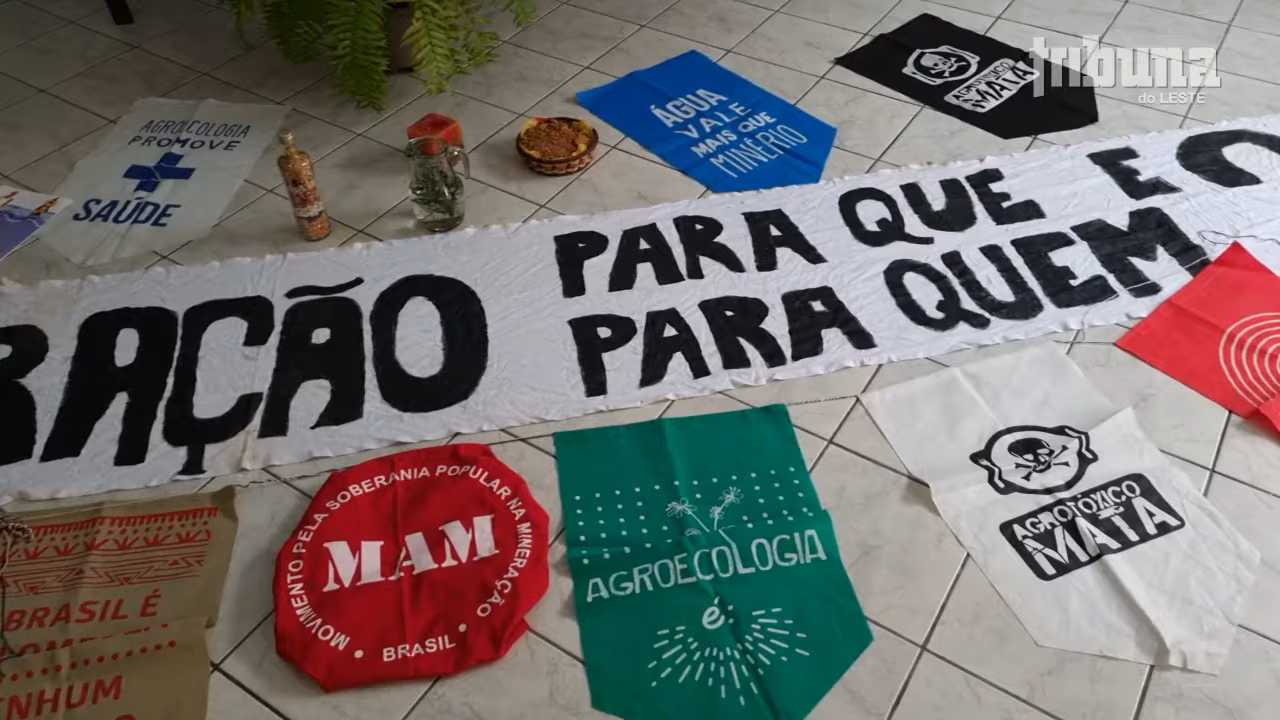 tribuna
do LESTE
AGROTÓXICO
MATA
ÁGUA
VALE
MAIS QUE
MINÉRIO
AGROECOLOGIA
PROMOVE
SAÚDE
RAÇÃO
PARA QUE E
PARA QUEM
MOVIMENTO PELA SOBERANIA POPULAR NA MINERAÇÃO
MAM
BRASIL
AGROECOLOGIA
é
AGROTÓXICO
MATA
BRASIL É